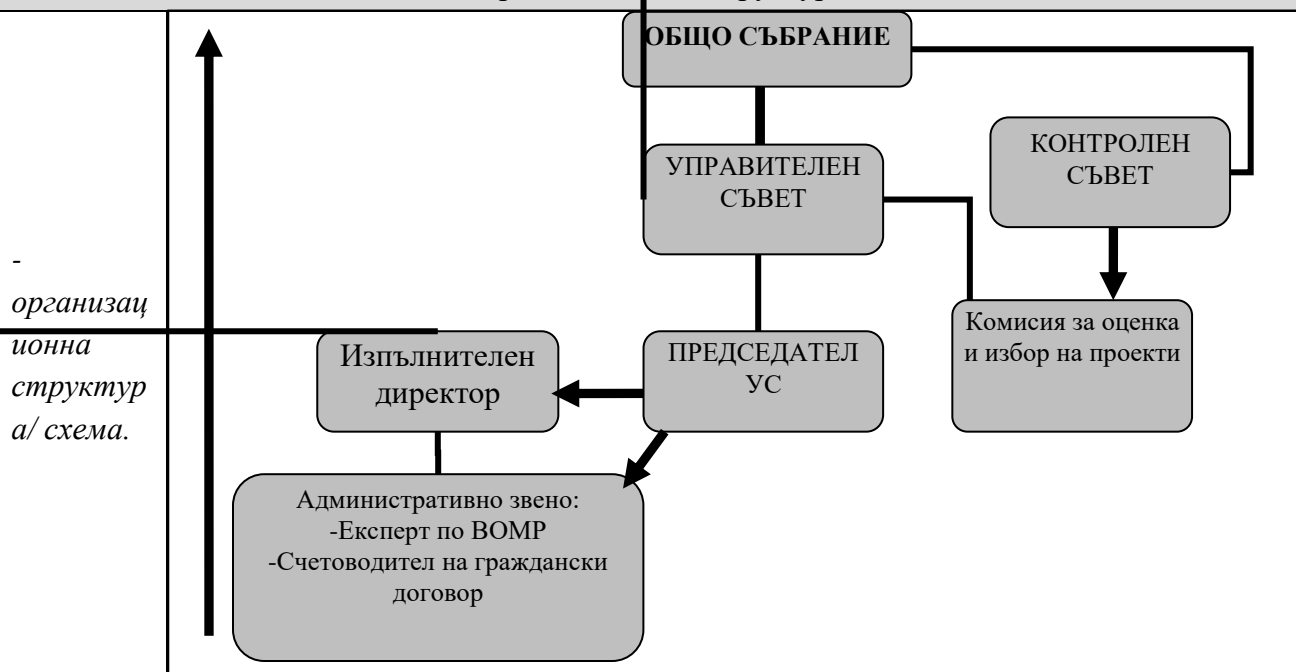 ОБЩО СЪБРАНИЕ
КОНТРОЛЕН
СЪВЕТ
УПРАВИТЕЛЕН
СЪВЕТ
-
организац
ионна
структур
а/ схема.
Изпълнителен
директор
ПРЕДСЕДАТЕЛ
УС
Комисия за оценка
и избор на проекти
Административно звено:
-Експерт по ВОМР
-Счетоводител на граждански
договор